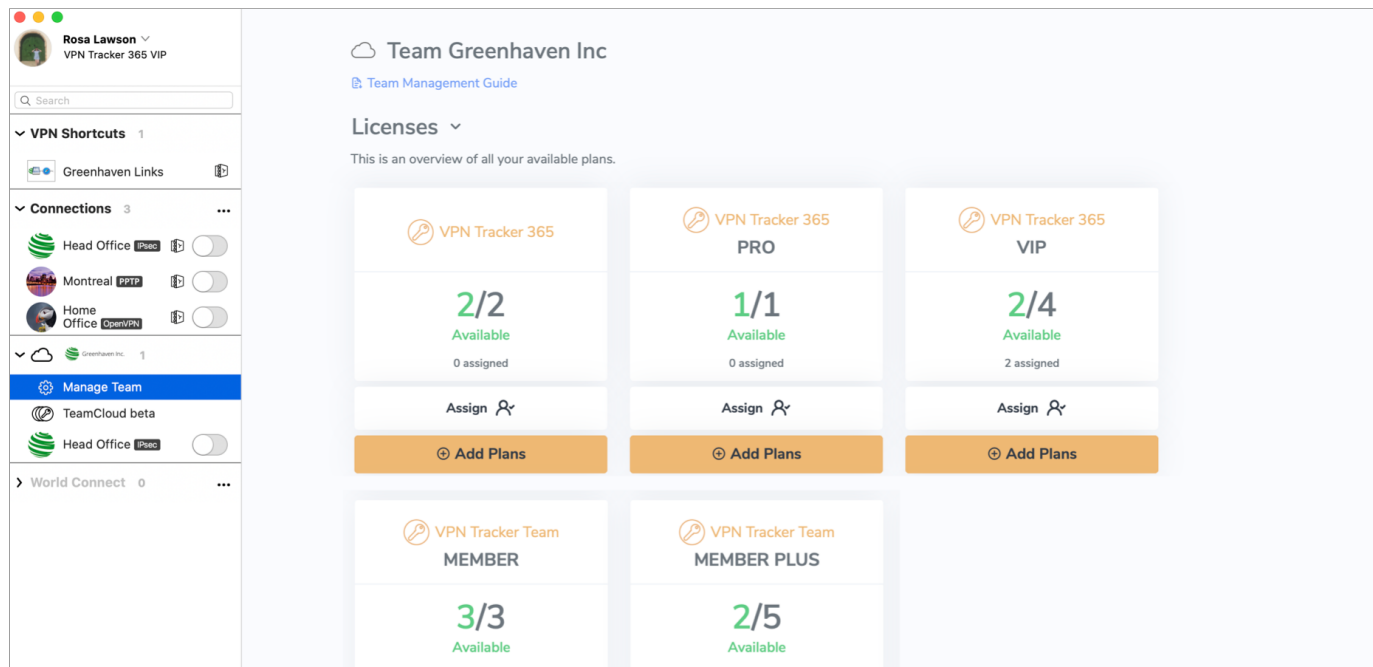 Rosa Lawson
VPN Tracker 365 VIP
Search
VPN Shortcuts 1
Greenhaven Links
Connections 3
Head Office IPsec
Montreal PPTP
Home
Office OpenVPN
Greenhaven Inc. 1
Manage Team
TeamCloud beta
Head Office IPsec
World Connect 0
Team Greenhaven Inc
Team Management Guide
Licenses
This is an overview of all your available plans.
VPN Tracker 365
2/2
Available
0 assigned
Assign
Add Plans
VPN Tracker 365
PRO
1/1
Available
0 assigned
Assign
Add Plans
VPN Tracker 365
VIP
2/4
Available
2 assigned
Assign
Add Plans
VPN Tracker Team
MEMBER
3/3
Available
VPN Tracker Team
MEMBER PLUS
2/5
Available